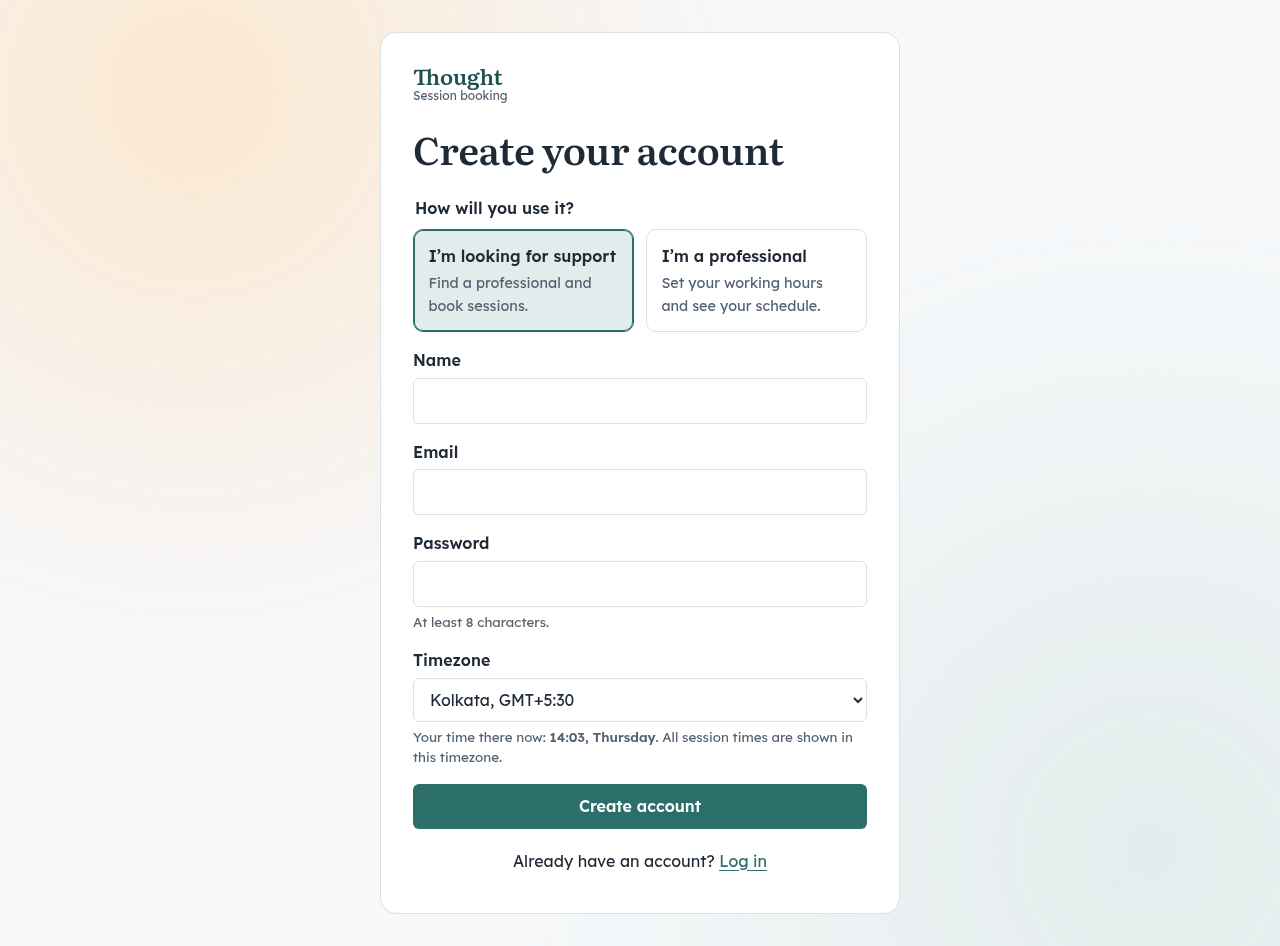 Thought
Session booking
Create your account
How will you use it?
I’m looking for support
Find a professional and
book sessions.
I’m a professional
Set your working hours
and see your schedule.
Name
Email
Password
At least 8 characters.
Timezone
Kolkata, GMT+5:30
Your time there now: 14:03, Thursday. All session times are shown in
this timezone.
Create account
Already have an account? Log in